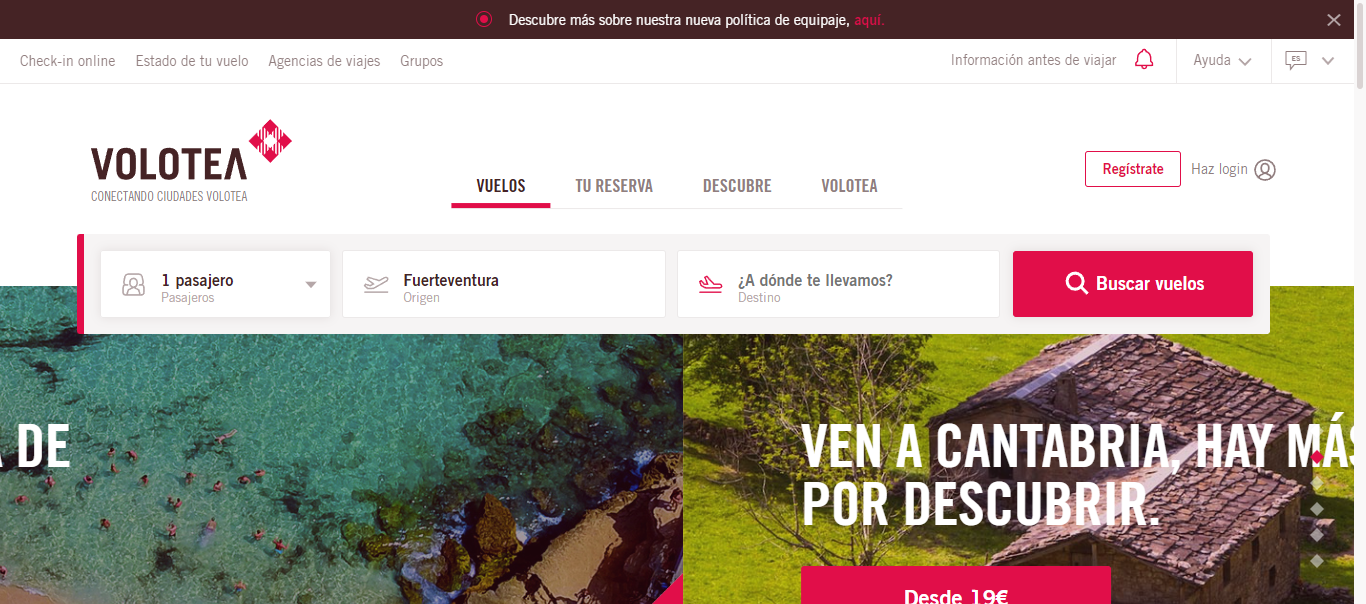 Descubre más sobre nuestra nueva política de equipaje, aquí.
Check-in online Estado de tu vuelo Agencias de viajes Grupos Información antes de viajar Ayuda ES
VOLOTEA
CONECTANDO CIUDADES VOLOTEA
VUELOS TU RESERVA DESCUBRE VOLOTEA
Regístrate Haz login
1 pasajero
Pasajeros
Fuerteventura
Origen
¿A dónde te llevamos?
Destino
Buscar vuelos
DE
VEN A CANTABRIA, HAY MÁS
POR DESCUBRIR.
Desde 19€